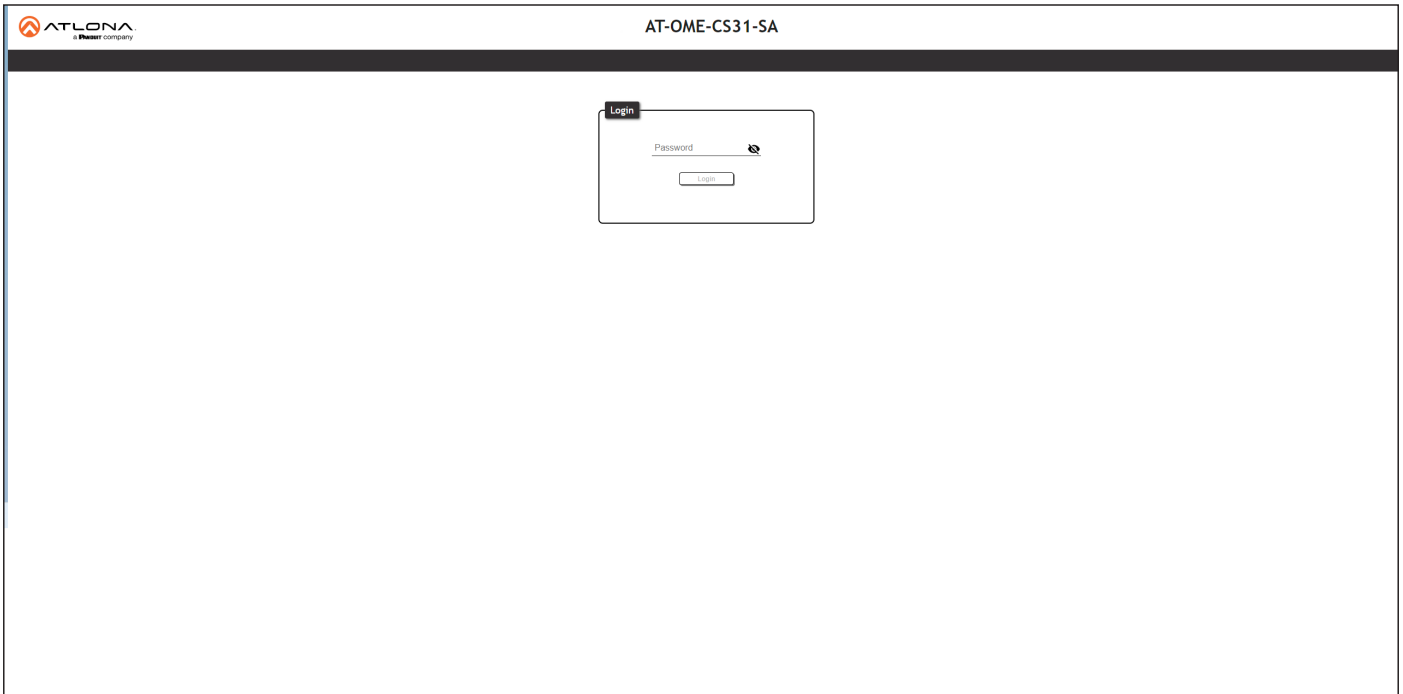 ATLONA
a PANDUIT company
AT-OME-CS31-SA
Login
Password
Login